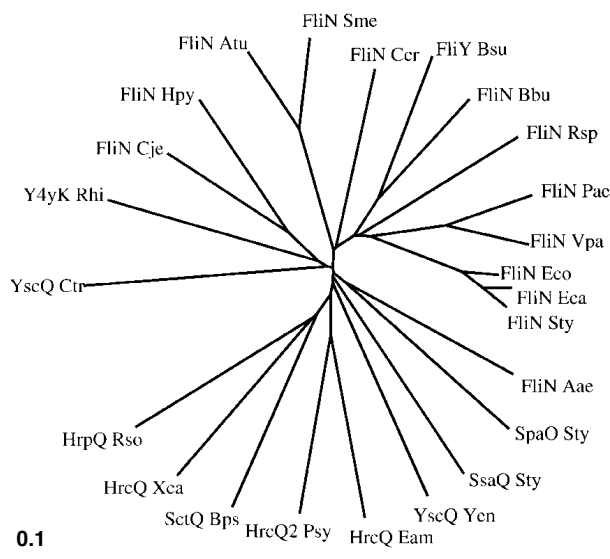 FliN Sme
FliN Atu
FliN Ccr
FliY Bsu
FliN Hpy
FliN Bbu
FliN Cje
FliN Rsp
Y4yK Rhi
FliN Pac
FliN Vpa
YscQ Ctr
FliN Eco
FliN Eca
FliN Sty
FliN Aae
SpaO Sty
HrpQ Rso
SsaQ Sty
HrcQ Xca
YscQ Yen
SctQ Bps
HrcQ2 Psy
HrcQ Eam
0.1